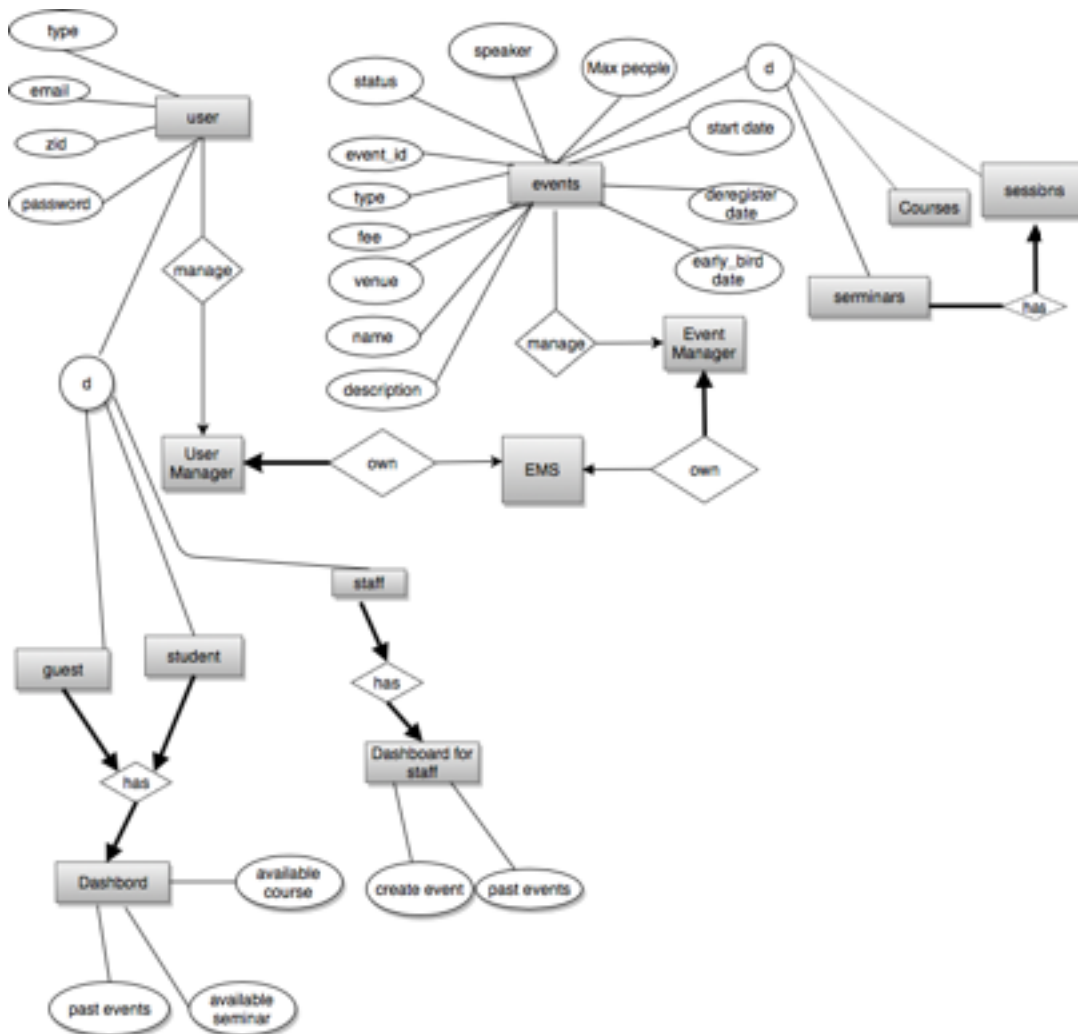 type
email
user
zid
password
manage
d
User
Manager
own
EMS
own
speaker
Max people
status
start date
event_id
events
type
deregister
date
fee
early_bird
date
venue
name
manage
Event
Manager
description
d
sessions
Courses
serminars
has
staff
student
guest
has
has
Dashboard for
staff
create event
past events
Dashbord
available
course
past events
available
seminar